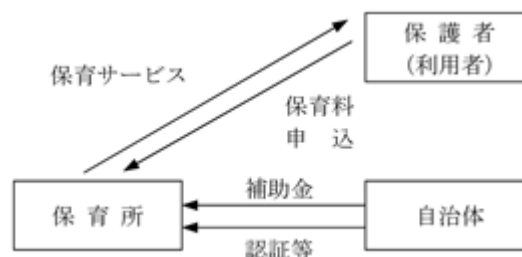 保護者
(利用者)
保育サービス
保育料
申込
補助金
保育所
自治体
認証等